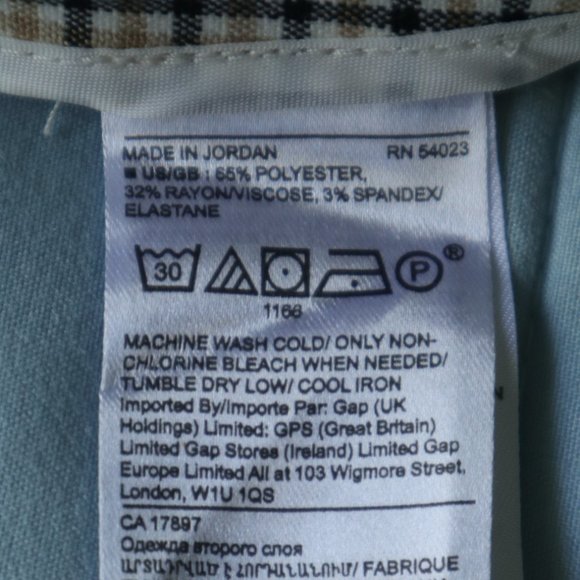 MADE IN JORDAN RN 54023
■ US/GB : 65% POLYESTER,
32% RAYON/VISCOSE, 3% SPANDEX/
ELASTANE
30 P®
1166
MACHINE WASH COLD/ ONLY NON-
CHLORINE BLEACH WHEN NEEDED/
TUMBLE DRY LOW/ COOL IRON
Imported By/Importe Par: Gap (UK
Holdings) Limited: GPS (Great Britain)
Limited Gap Stores (Ireland) Limited Gap
Europe Limited All at 103 Wigmore Street,
London, W1U 1QS
CA 17897
Одежда второго слоя
ԱՐՏԱԴՐՎԱԾ Է ՀՈՐԴԱՆԱՆՈՒՄ/ FABRIQUE